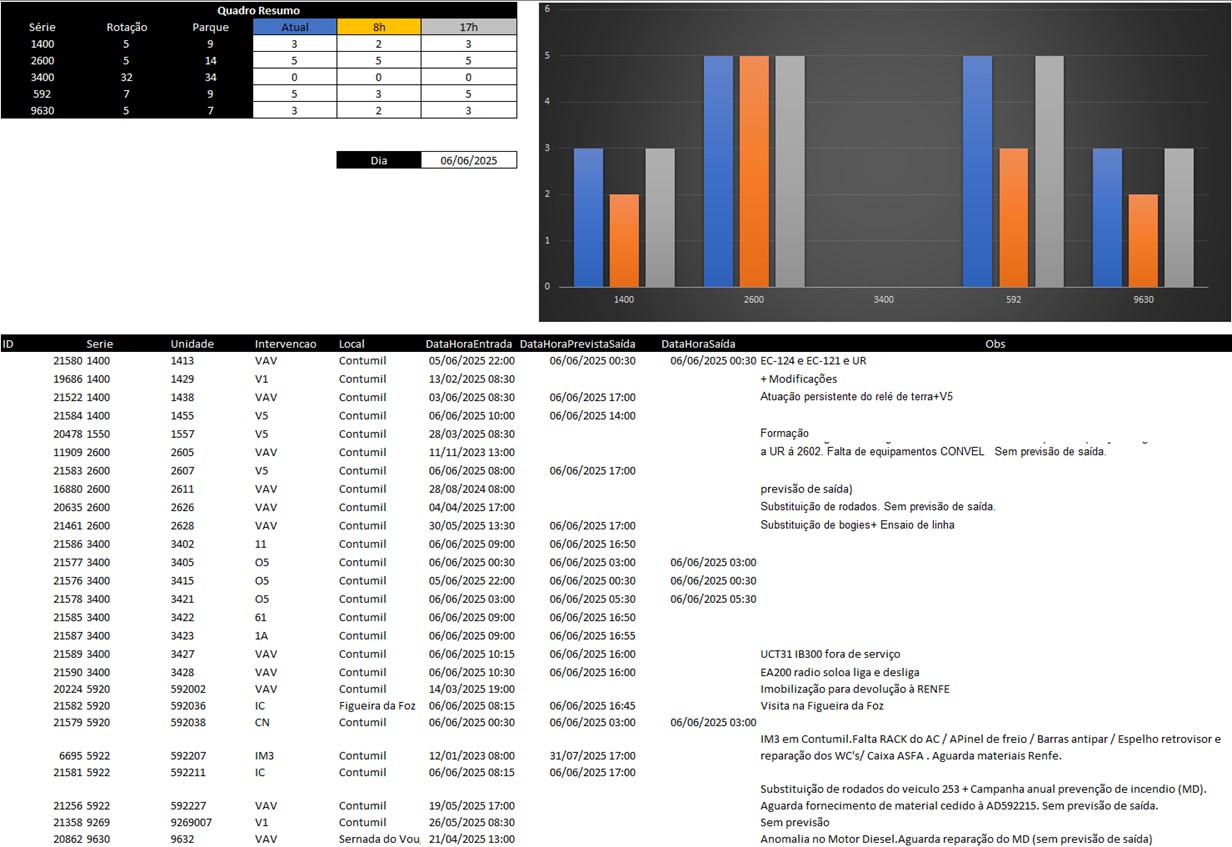 Quadro Resumo
Série Rotação Parque Atual 8h 17h
1400 5 9 3 2 3
2600 5 14 5 5 5
3400 32 34 0 0 0
592 7 9 5 3 5
9630 5 7 3 2 3
Dia 06/06/2025
6
5
4
3
2
1
0
1400 2600 3400 592 9630
ID Serie Unidade Intervencao Local DataHoraEntrada DataHoraPrevistaSaída DataHoraSaída Obs
21580 1400 1413 VAV Contumil 05/06/2025 22:00 06/06/2025 00:30 06/06/2025 00:30 EC-124 e EC-121 e UR
19686 1400 1429 V1 Contumil 13/02/2025 08:30 + Modificações
21522 1400 1438 VAV Contumil 03/06/2025 08:30 06/06/2025 17:00 Atuação persistente do relé de terra+V5
21584 1400 1455 V5 Contumil 06/06/2025 10:00 06/06/2025 14:00
20478 1550 1557 V5 Contumil 28/03/2025 08:30 Formação
11909 2600 2605 VAV Contumil 11/11/2023 13:00 a UR á 2602. Falta de equipamentos CONVEL Sem previsão de saída.
21583 2600 2607 V5 Contumil 06/06/2025 08:00 06/06/2025 17:00
16880 2600 2611 VAV Contumil 28/08/2024 08:00 previsão de saída)
20635 2600 2626 VAV Contumil 04/04/2025 17:00 Substituição de rodados. Sem previsão de saída.
21461 2600 2628 VAV Contumil 30/05/2025 13:30 06/06/2025 17:00 Substituição de bogies+ Ensaio de linha
21586 3400 3402 11 Contumil 06/06/2025 09:00 06/06/2025 16:50
21577 3400 3405 O5 Contumil 06/06/2025 00:30 06/06/2025 03:00 06/06/2025 03:00
21576 3400 3415 O5 Contumil 05/06/2025 22:00 06/06/2025 00:30 06/06/2025 00:30
21578 3400 3421 O5 Contumil 06/06/2025 03:00 06/06/2025 05:30 06/06/2025 05:30
21585 3400 3422 61 Contumil 06/06/2025 09:00 06/06/2025 16:50
21587 3400 3423 1A Contumil 06/06/2025 09:00 06/06/2025 16:55
21589 3400 3427 VAV Contumil 06/06/2025 10:15 06/06/2025 16:00 UCT31 IB300 fora de serviço
21590 3400 3428 VAV Contumil 06/06/2025 10:30 06/06/2025 16:00 EA200 radio soloa liga e desliga
20224 5920 592002 VAV Contumil 14/03/2025 19:00 Imobilização para devolução à RENFE
21582 5920 592036 IC Figueira da Foz 06/06/2025 08:15 06/06/2025 16:45 Visita na Figueira da Foz
21579 5920 592038 CN Contumil 06/06/2025 00:30 06/06/2025 03:00 06/06/2025 03:00
IM3 em Contumil.Falta RACK do AC / APinel de freio / Barras antipar / Espelho retrovisor e
6695 5922 592207 IM3 Contumil 12/01/2023 08:00 31/07/2025 17:00 reparação dos WC's/ Caixa ASFA . Aguarda materiais Renfe.
21581 5922 592211 IC Contumil 06/06/2025 08:15 06/06/2025 17:00
Substituição de rodados do veiculo 253 + Campanha anual prevenção de incendio (MD).
21256 5922 592227 VAV Contumil 19/05/2025 17:00 Aguarda fornecimento de material cedido à AD592215. Sem previsão de saída.
21358 9269 9269007 V1 Contumil 26/05/2025 08:30 Sem previsão
20862 9630 9632 VAV Sernada do Vou 21/04/2025 13:00 Anomalia no Motor Diesel.Aguarda reparação do MD (sem previsão de saída)